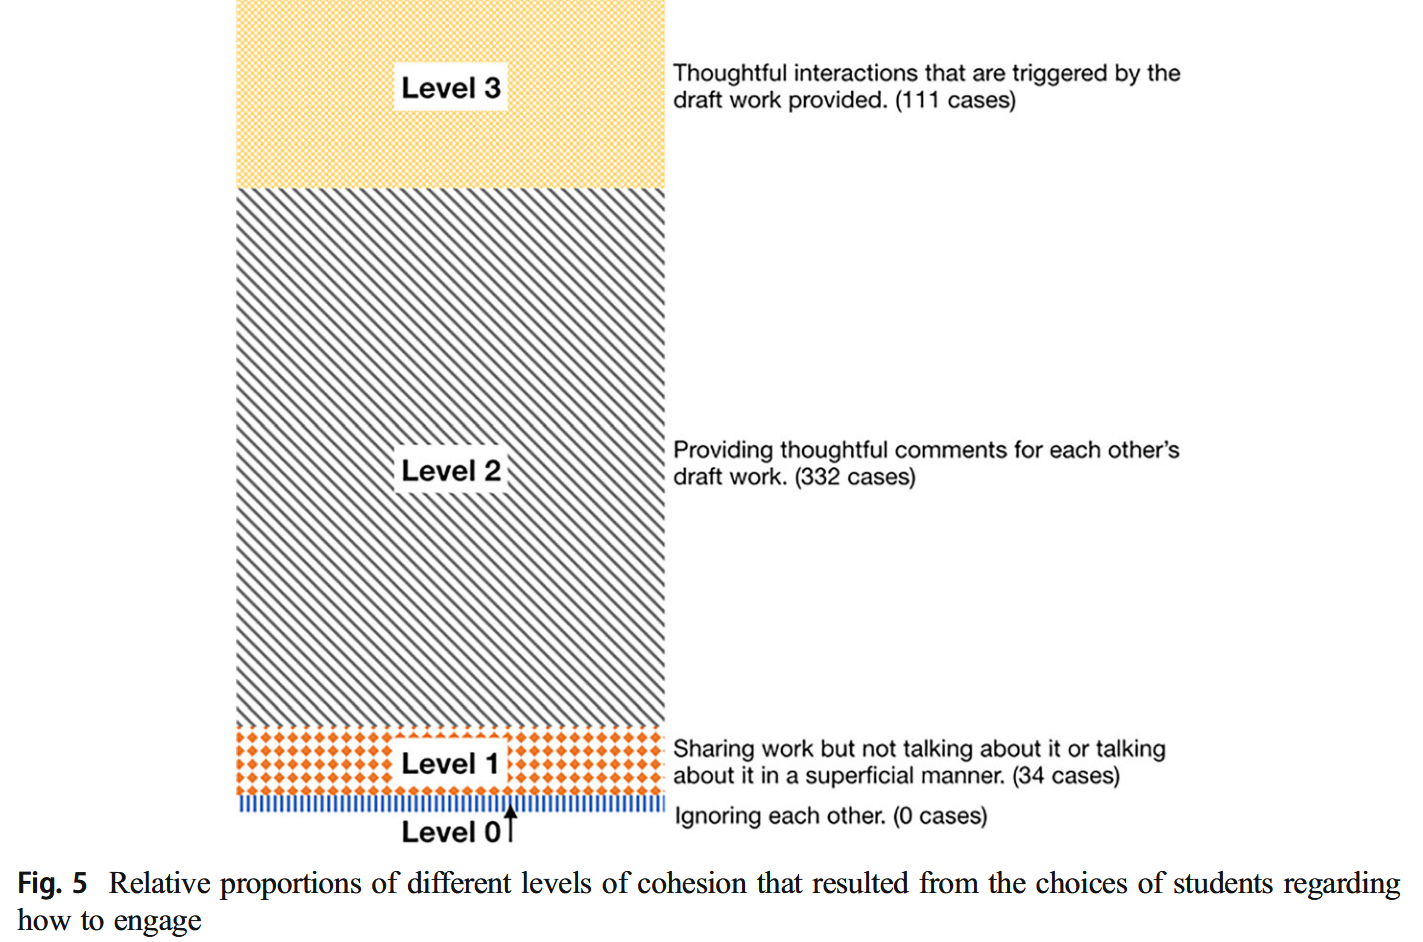 Level 3
Thoughtful interactions that are triggered by the
draft work provided. (111 cases)
Level 2
Providing thoughtful comments for each other’s
draft work. (332 cases)
Level 1
Sharing work but not talking about it or talking
about it in a superficial manner. (34 cases)
Level 0
Ignoring each other. (0 cases)
Fig. 5 Relative proportions of different levels of cohesion that resulted from the choices of students regarding
how to engage